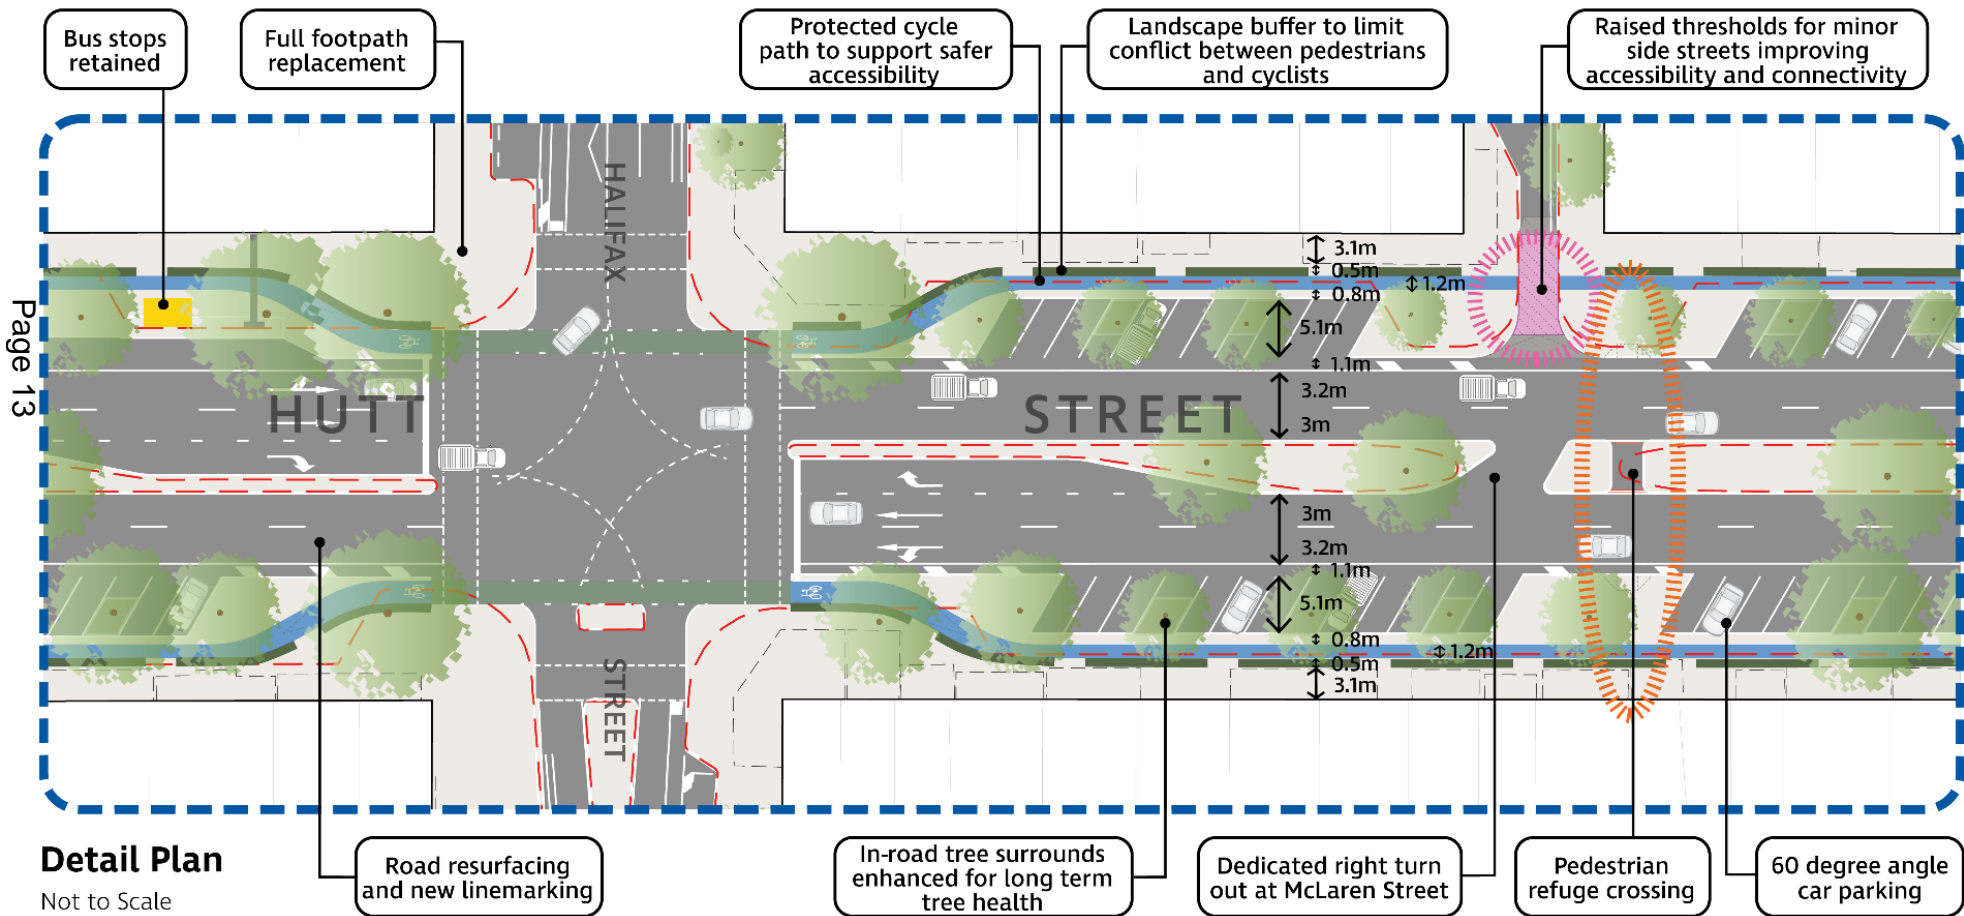 Bus stops
retained
Full footpath
replacement
Protected cycle
path to support safer
accessibility
Landscape buffer to limit
conflict between pedestrians
and cyclists
Raised thresholds for minor
side streets improving
accessibility and connectivity
Page 13
HALIFAX
STREET
HUTT
STREET
3.1m
0.5m
1.2m
0.8m
5.1m
1.1m
3.2m
3m
3m
3.2m
1.1m
5.1m
0.8m
1.2m
0.5m
3.1m
Detail Plan
Not to Scale
Road resurfacing
and new linemarking
In-road tree surrounds
enhanced for long term
tree health
Dedicated right turn
out at McLaren Street
Pedestrian
refuge crossing
60 degree angle
car parking